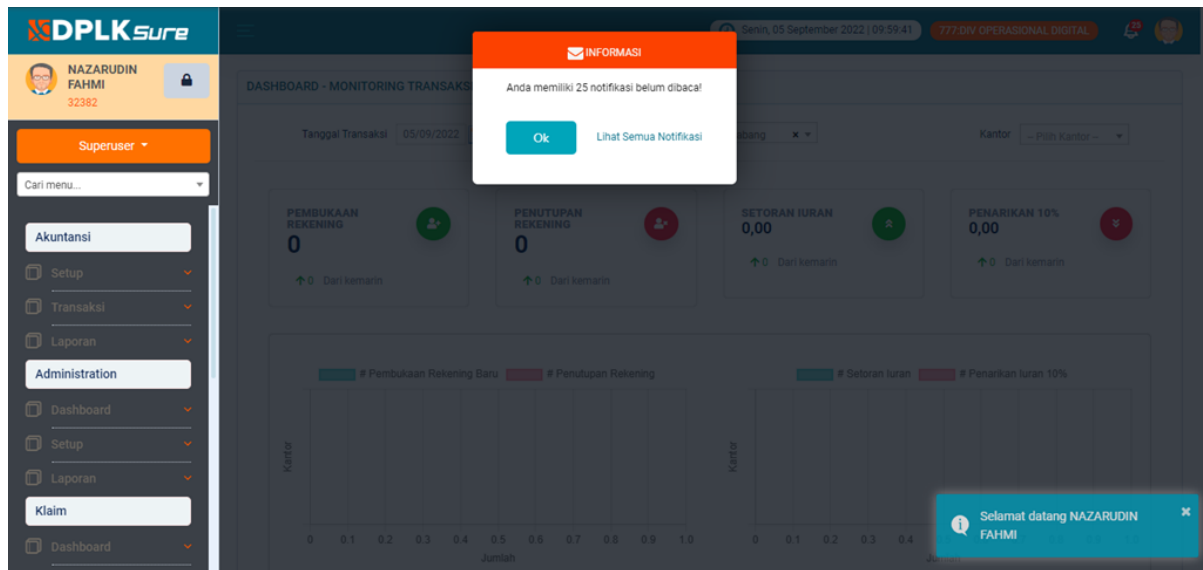 DPLKsure
Senin, 05 September 2022 | 09:59:41
777:DIV OPERASIONAL DIGITAL
25
NAZARUDIN
FAHMI
32382
Superuser
Cari menu...
Akuntansi
Setup
Transaksi
Laporan
Administration
Dashboard
Setup
Laporan
Klaim
Dashboard
INFORMASI
Anda memiliki 25 notifikasi belum dibaca!
Ok
Lihat Semua Notifikasi
DASHBOARD - MONITORING TRANSAKS
Tanggal Transaksi
05/09/2022
abang
Kantor
-- Pilih Kantor --
PEMBUKAAN
REKENING
0
0 Dari kemarin
PENUTUPAN
REKENING
0
0 Dari kemarin
SETORAN IURAN
0,00
0 Dari kemarin
PENARIKAN 10%
0,00
0 Dari kemarin
# Pembukaan Rekening Baru
# Penutupan Rekening
Kantor
0 0.1 0.2 0.3 0.4 0.5 0.6 0.7 0.8 0.9 1.0
Jumlah
# Setoran Iuran
# Penarikan Iuran 10%
Kantor
0 0.1 0.2 0.3 0.4
Selamat datang NAZARUDIN
FAHMI